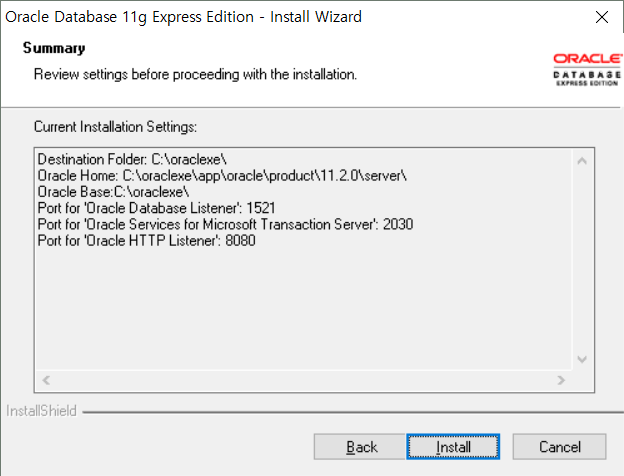 Oracle Database 11g Express Edition - Install Wizard
Summary
Review settings before proceeding with the installation.
ORACLE
DATABASE
EXPRESS EDITION
Current Installation Settings:
Destination Folder: C:\oraclexe\
Oracle Home: C:\oraclexe\app\oracle\product\11.2.0\server\
Oracle Base:C:\oraclexe\
Port for 'Oracle Database Listener': 1521
Port for 'Oracle Services for Microsoft Transaction Server': 2030
Port for 'Oracle HTTP Listener': 8080
InstallShield
Back Install Cancel